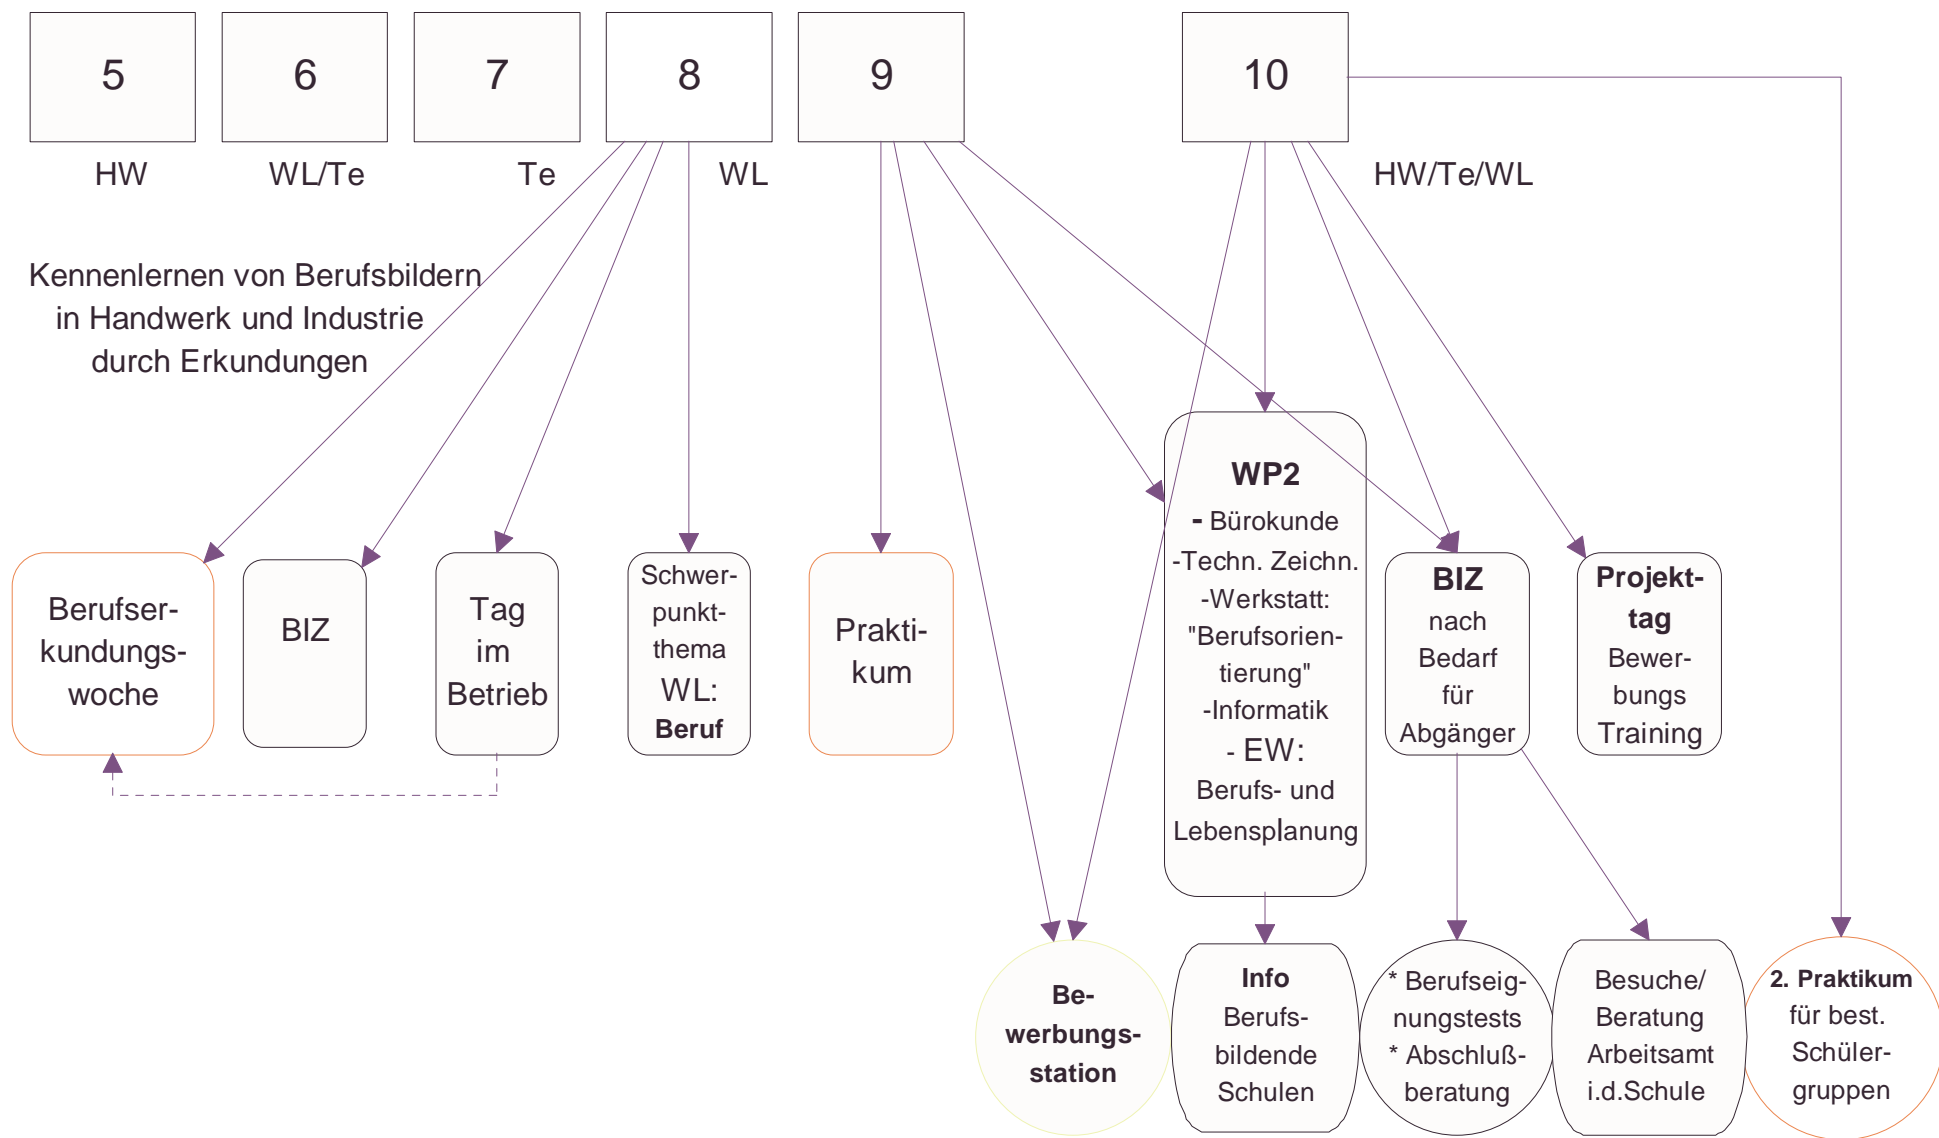 5
6
7
8
9
10
HW
WL/Te
Te
WL
HW/Te/WL
Kennenlernen von Berufsbildern
in Handwerk und Industrie
durch Erkundungen
Berufser-
kundungs-
woche
BIZ
Tag
im
Betrieb
Schwer-
punkt-
thema
WL:
Beruf
Prakti-
kum
WP2
- Bürokunde
-Techn. Zeichn.
-Werkstatt:
"Berufsorien-
tierung"
-Informatik
- EW:
Berufs- und
Lebensplanung
BIZ
nach
Bedarf
für
Abgänger
Projekt-
tag
Bewer-
bungs
Training
Be-
werbungs-
station
Info
Berufs-
bildende
Schulen
* Berufseig-
nungstests
* Abschluß-
beratung
Besuche/
Beratung
Arbeitsamt
i.d.Schule
2. Praktikum
für best.
Schüler-
gruppen